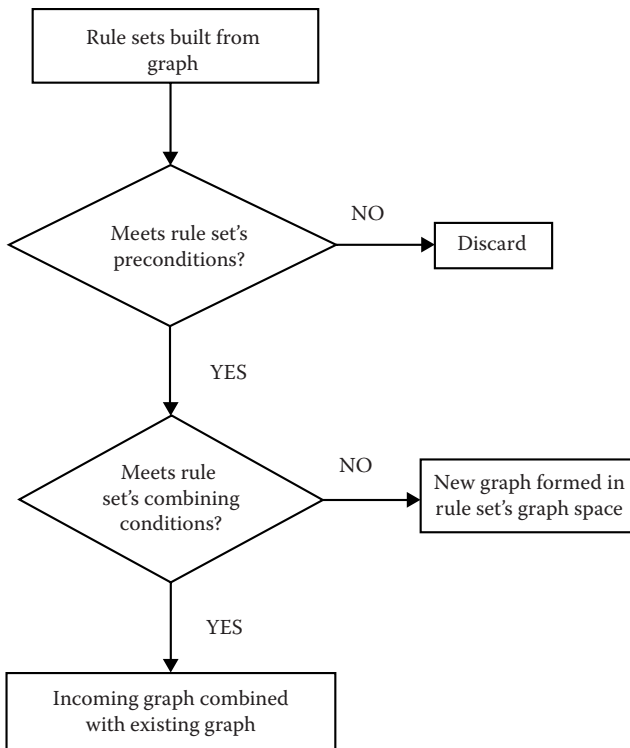 Rule sets built from
graph
Meets rule set's
preconditions?
NO
Discard
YES
Meets rule
set's combining
conditions?
NO
New graph formed in
rule set's graph space
YES
Incoming graph combined
with existing graph